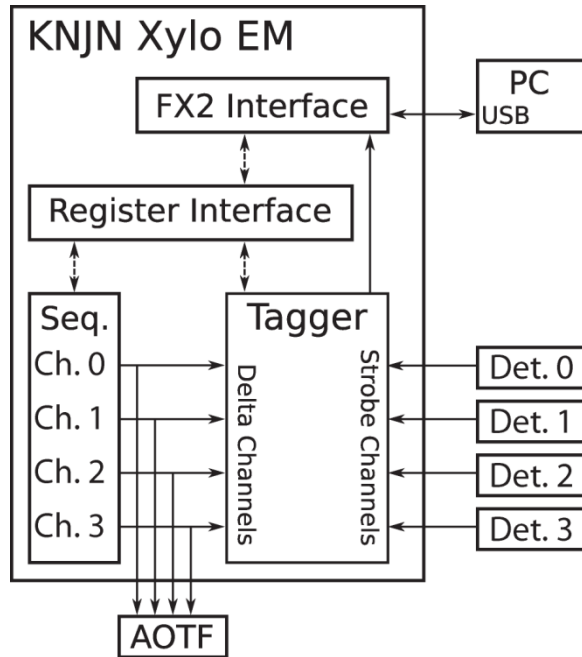 KNJN Xylo EM
FX2 Interface
PC
USB
Register Interface
Seq.
Ch. 0
Ch. 1
Ch. 2
Ch. 3
Tagger
Delta Channels
Strobe Channels
Det. 0
Det. 1
Det. 2
Det. 3
AOTF